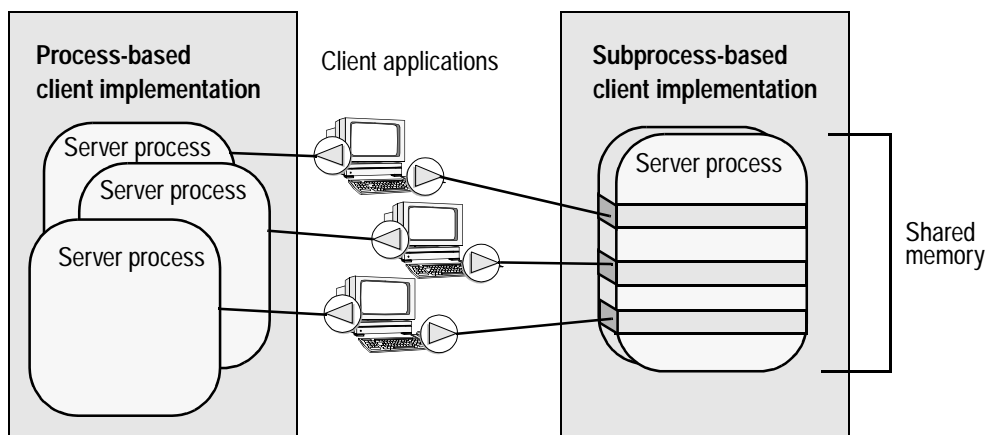 Process-based
client implementation
Server process
Server process
Server process
Client applications
Subprocess-based
client implementation
Server process
Shared
memory